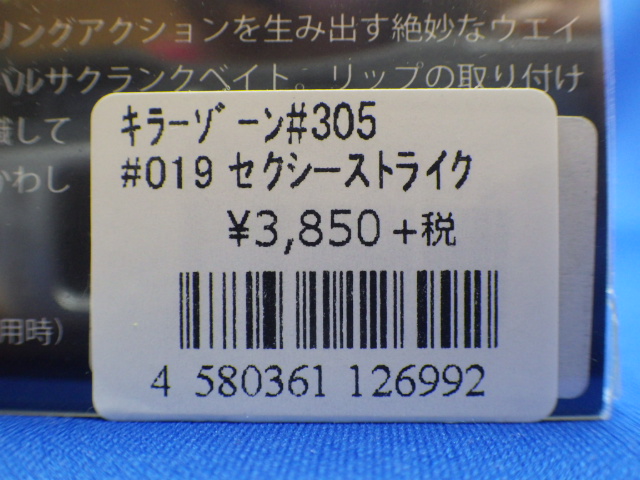 リングアクションを生み出す絶妙なウエイ
バルサクランクベイト。リップの取り付け
識して
かわし
用時)
ｷﾗｰｿﾞｰﾝ#305
#019 ｾｸｼｰｽﾄﾗｲｸ
¥3,850+税
4 580361 126992